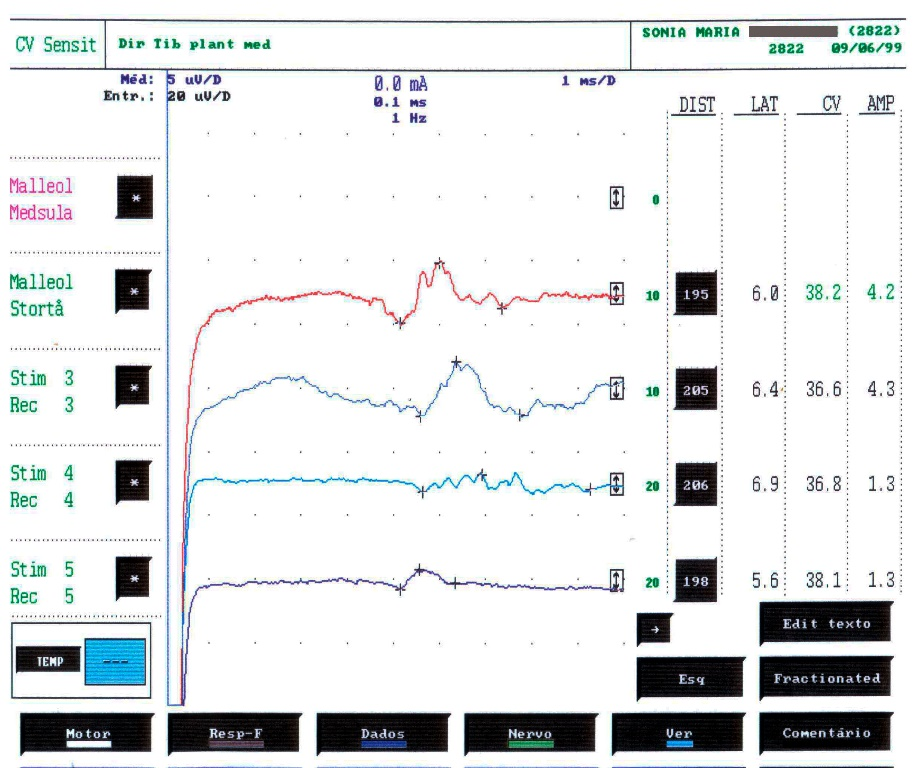 CV Sensit
Dir Tib plant med
SONIA MARIA (2822)
2822 09/06/99
Méd: 5 uV/D 0.0 mA 1 ms/D
Entr.: 20 uV/D 0.1 ms
1 Hz
DIST LAT CV AMP
Malleol * 0
Medsula
Malleol * 10 195 6.0 38.2 4.2
Stortå
Stim 3 * 10 205 6.4 36.6 4.3
Rec 3
Stim 4 * 20 206 6.9 36.8 1.3
Rec 4
Stim 5 * 20 198 5.6 38.1 1.3
Rec 5
→ Edit texto
TEMP ---
Esq Fractionated
Motor Resp-F Dados Nervo Ver Comentário